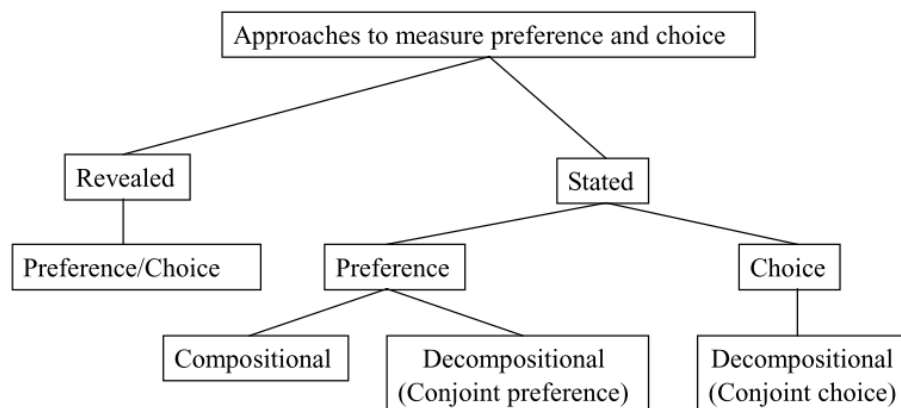 Approaches to measure preference and choice
Revealed
Stated
Preference/Choice
Preference
Choice
Compositional
Decompositional
(Conjoint preference)
Decompositional
(Conjoint choice)